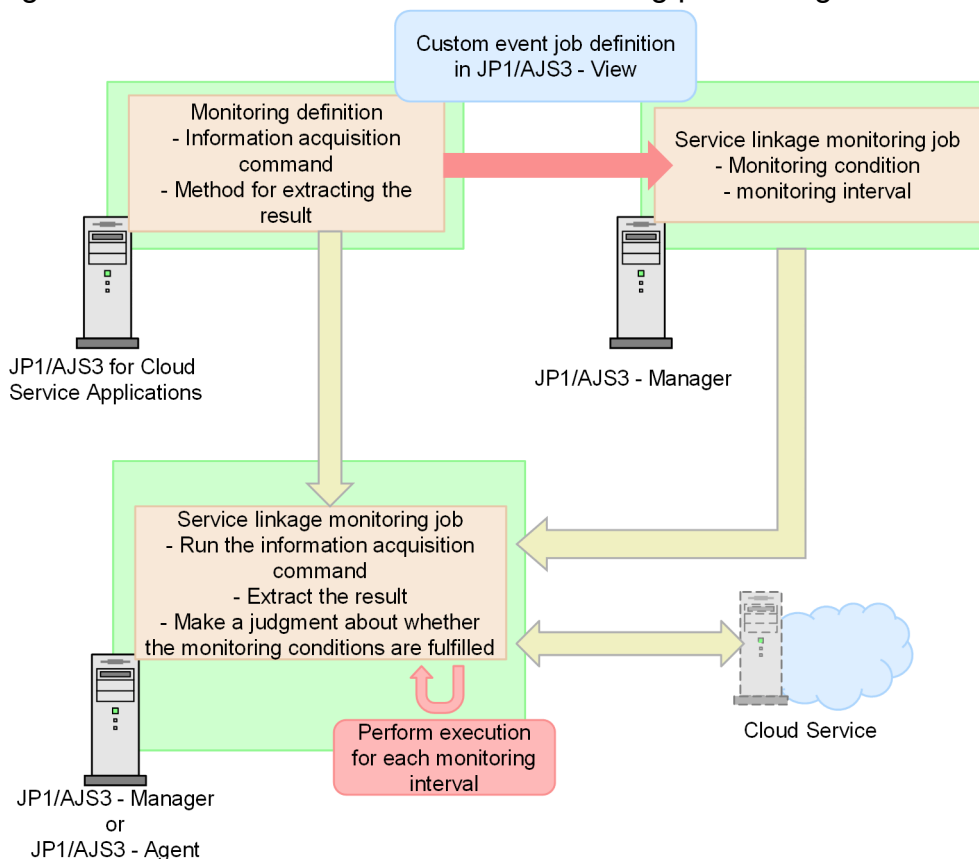 Custom event job definition
in JP1/AJS3 - View
Monitoring definition
- Information acquisition
command
- Method for extracting the
result
Service linkage monitoring job
- Monitoring condition
- monitoring interval
JP1/AJS3 for Cloud
Service Applications
JP1/AJS3 - Manager
Service linkage monitoring job
- Run the information acquisition
command
- Extract the result
- Make a judgment about whether
the monitoring conditions are fulfilled
Perform execution
for each monitoring
interval
Cloud Service
JP1/AJS3 - Manager
or
JP1/AJS3 - Agent